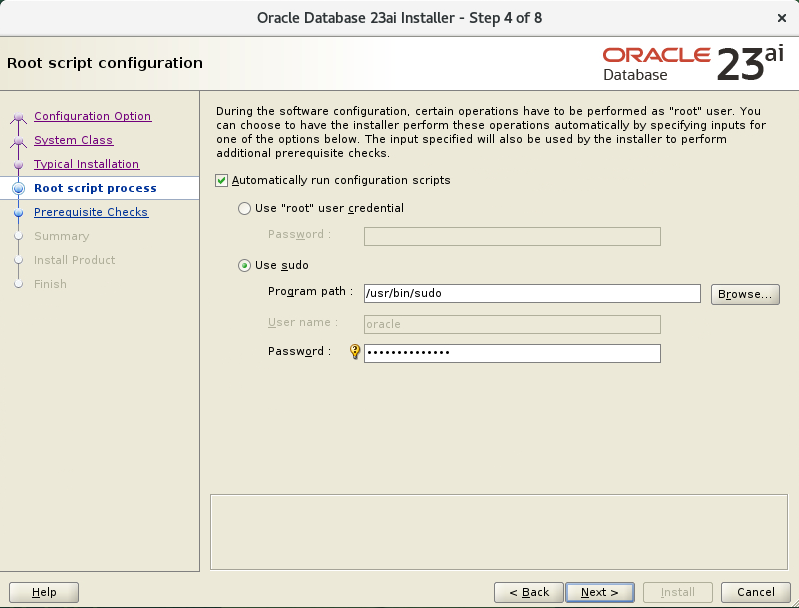 Oracle Database 23ai Installer - Step 4 of 8
Root script configuration
ORACLE
Database
23ai
Configuration Option
System Class
Typical Installation
Root script process
Prerequisite Checks
Summary
Install Product
Finish
During the software configuration, certain operations have to be performed as "root" user. You
can choose to have the installer perform these operations automatically by specifying inputs for
one of the options below. The input specified will also be used by the installer to perform
additional prerequisite checks.
Automatically run configuration scripts
Use "root" user credential
Password :
Use sudo
Program path : /usr/bin/sudo Browse...
User name : oracle
Password : ••••••••••••••
Help < Back Next > Install Cancel